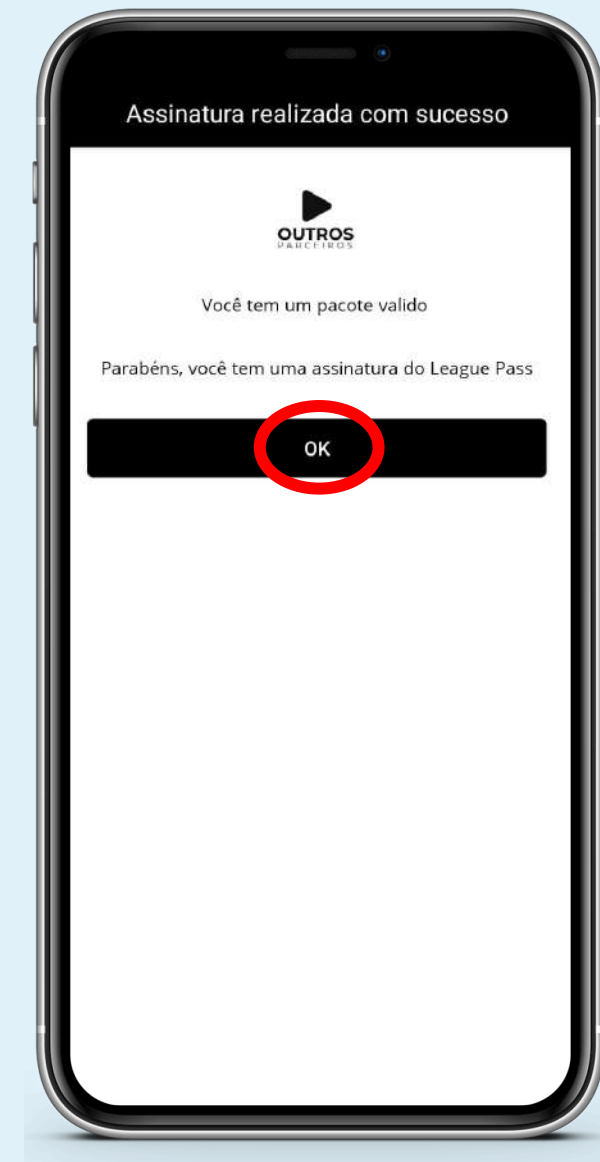 Assinatura realizada com sucesso
OUTROS
PARCEIROS
Você tem um pacote valido
Parabéns, você tem uma assinatura do League Pass
OK